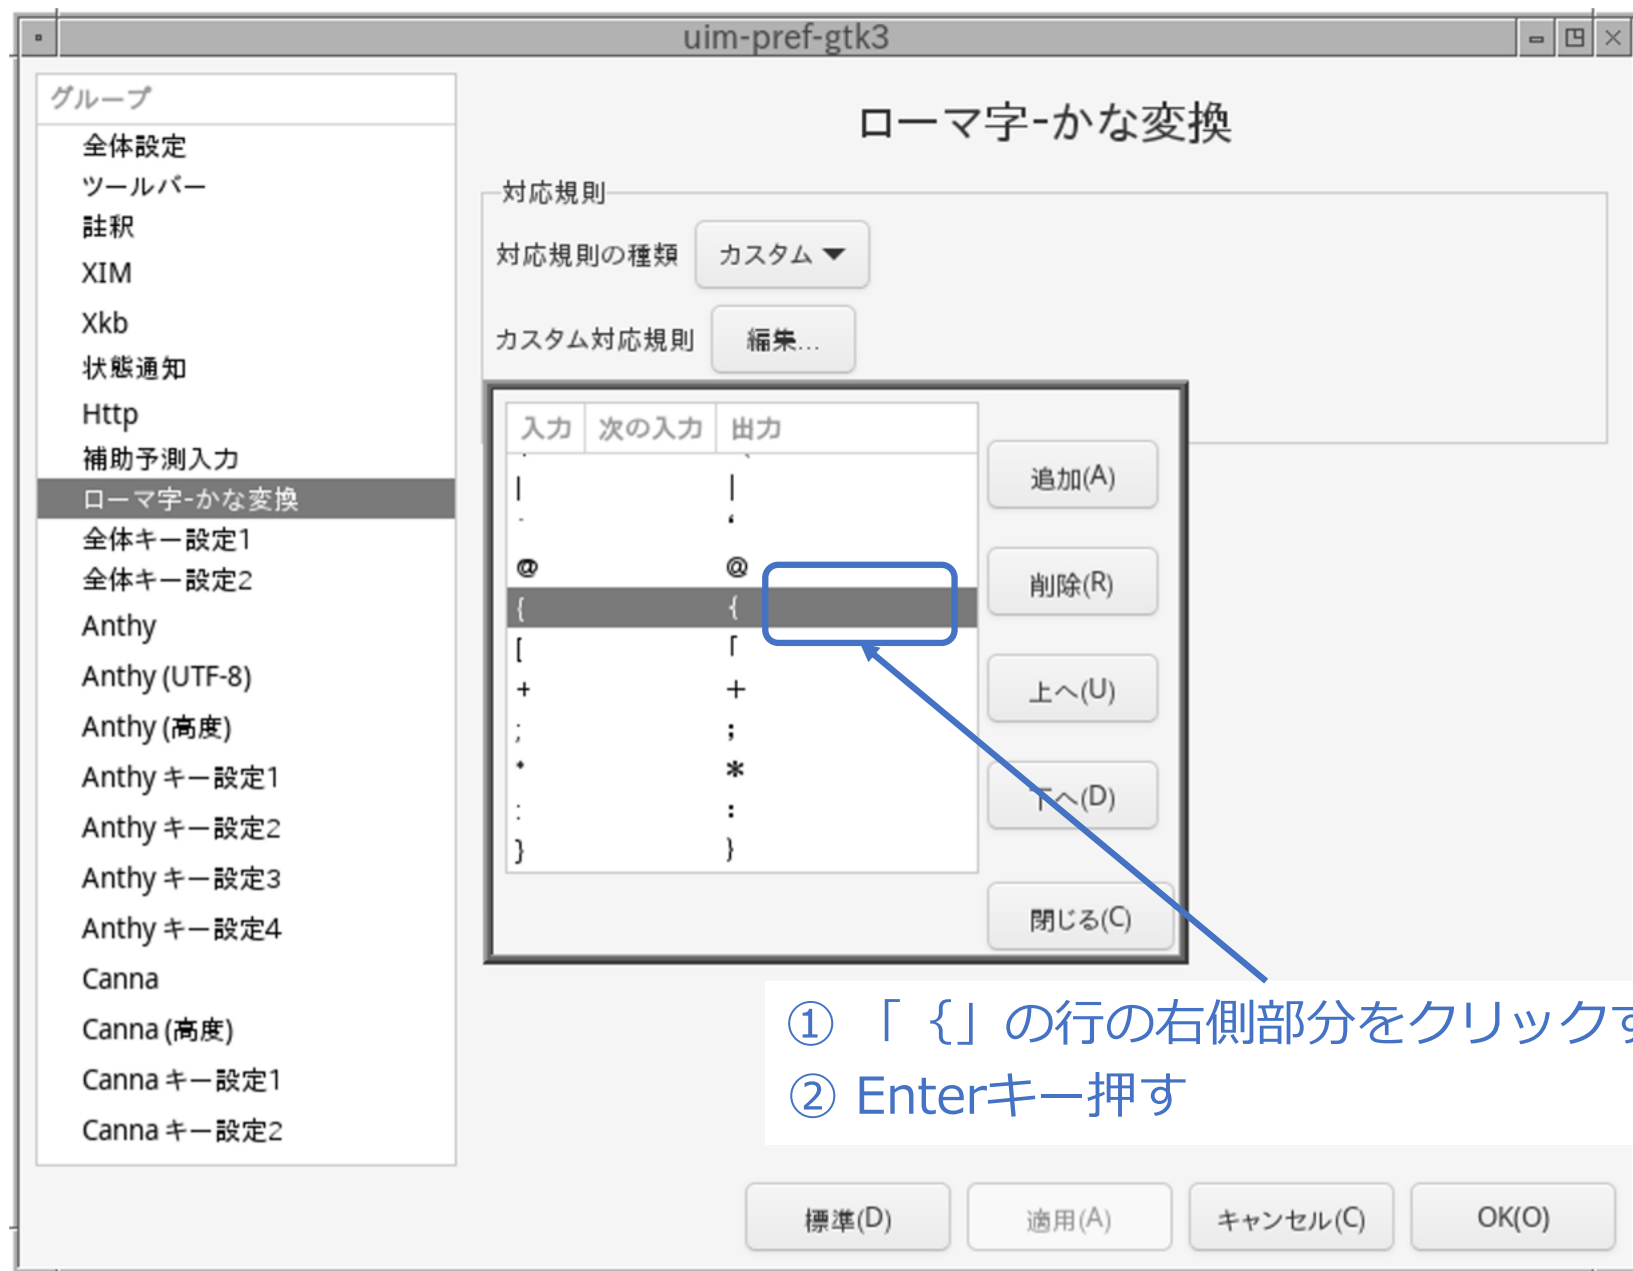 uim-pref-gtk3
グループ
全体設定
ツールバー
註釈
XIM
Xkb
状態通知
Http
補助予測入力
ローマ字-かな変換
全体キー設定1
全体キー設定2
Anthy
Anthy (UTF-8)
Anthy (高度)
Anthy キー設定1
Anthy キー設定2
Anthy キー設定3
Anthy キー設定4
Canna
Canna (高度)
Canna キー設定1
Canna キー設定2
ローマ字-かな変換
対応規則
対応規則の種類 カスタム
カスタム対応規則 編集...
入力 次の入力 出力
| |
@ @
{ {
[ 「
+ +
; ;
* *
: :
} }
追加(A)
削除(R)
上へ(U)
下へ(D)
閉じる(C)
① 「 {」の行の右側部分をクリックす
② Enterキー押す
標準(D) 適用(A) キャンセル(C) OK(O)